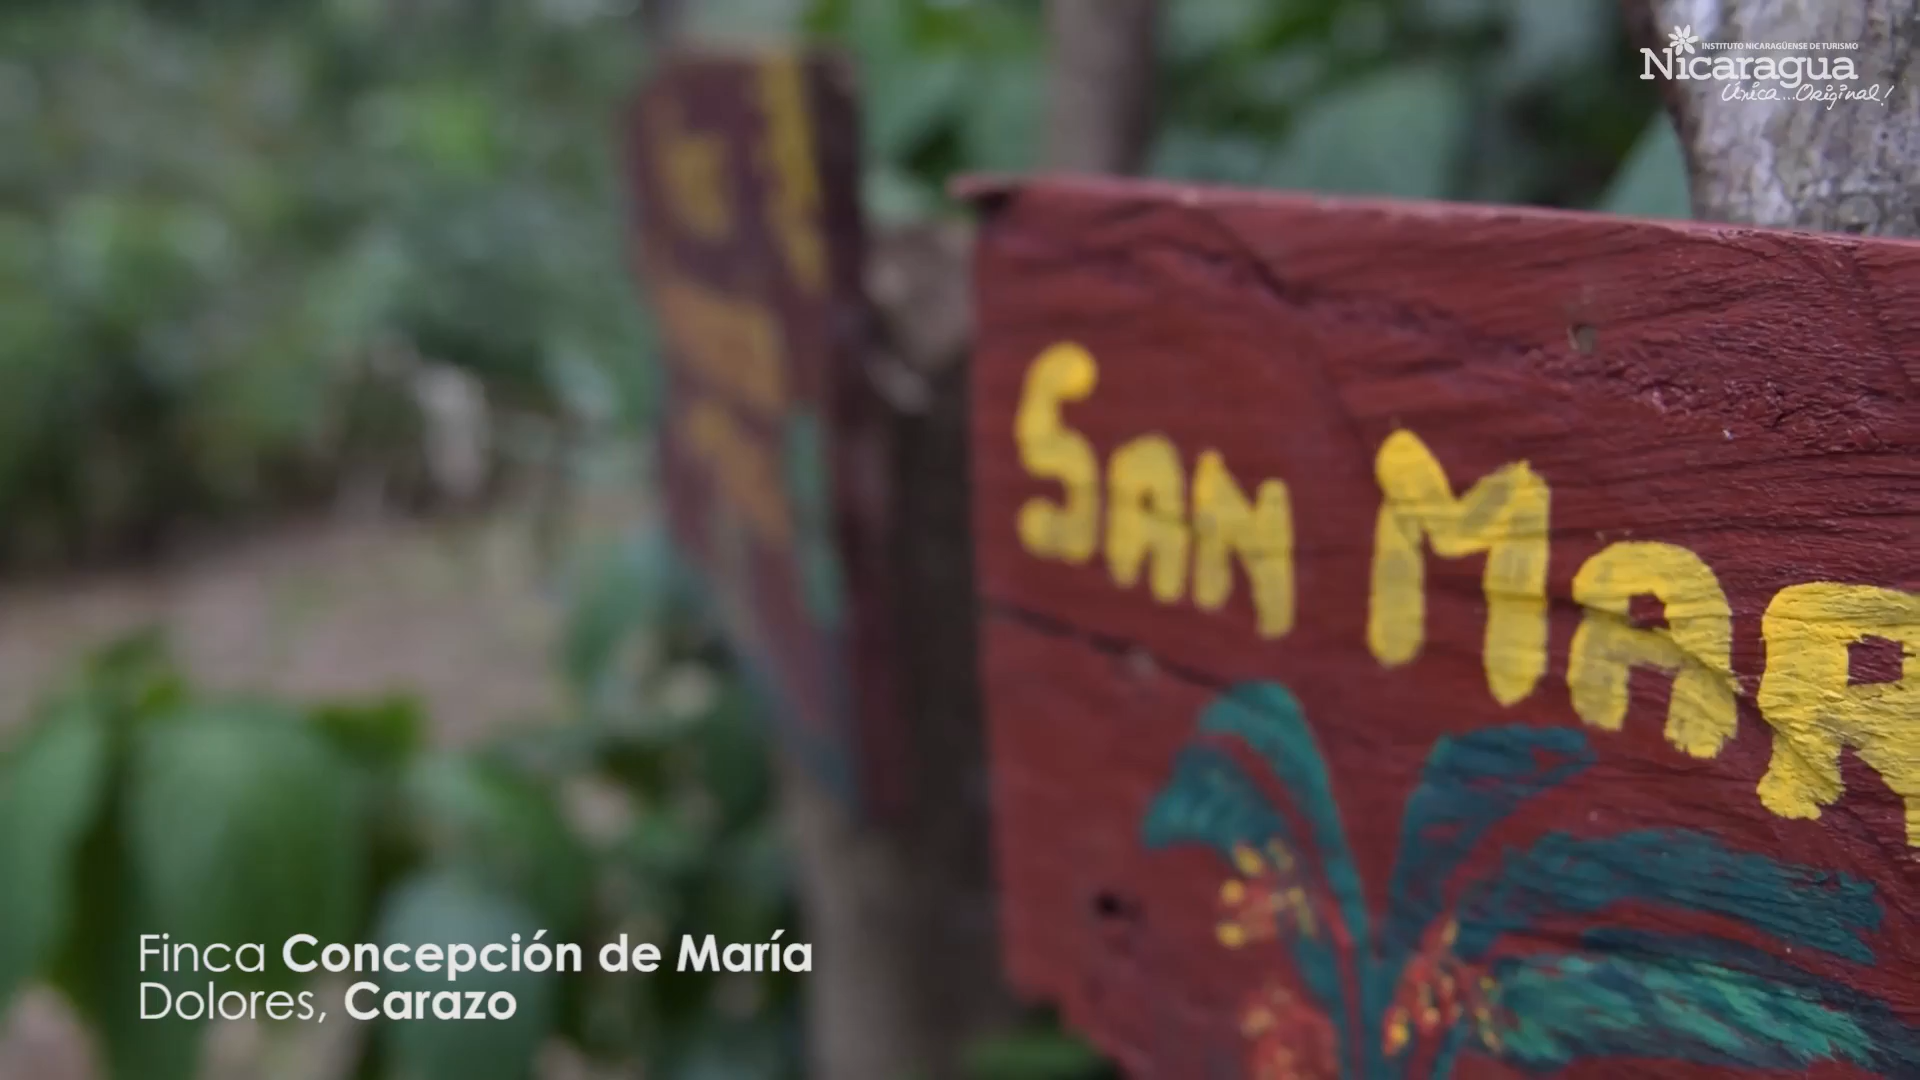 INSTITUTO NICARAGÜENSE DE TURISMO
Nicaragua
Única...Original!
SAN MAR
Finca Concepción de María
Dolores, Carazo